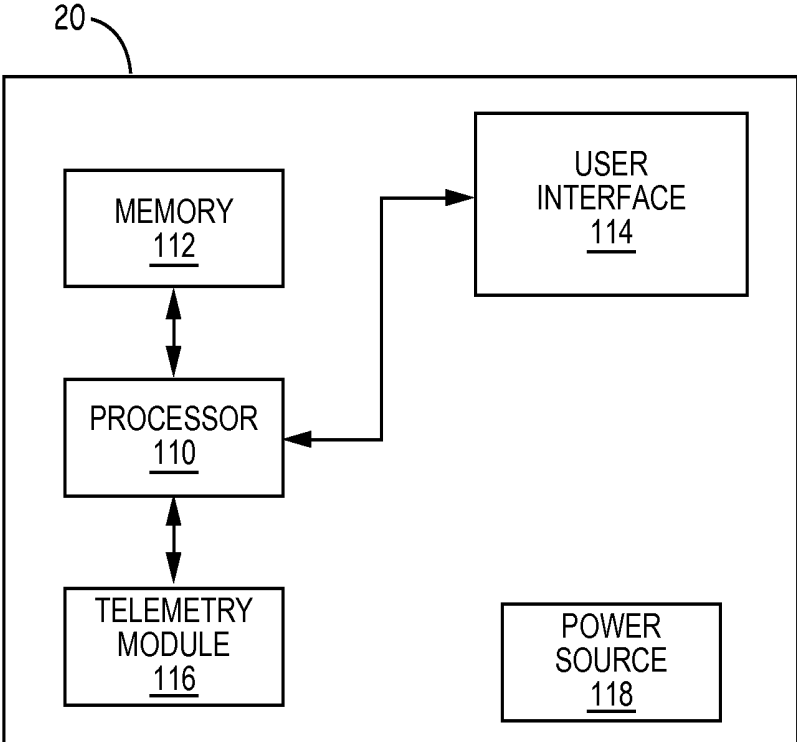 20
MEMORY
112
USER
INTERFACE
114
PROCESSOR
110
TELEMETRY
MODULE
116
POWER
SOURCE
118